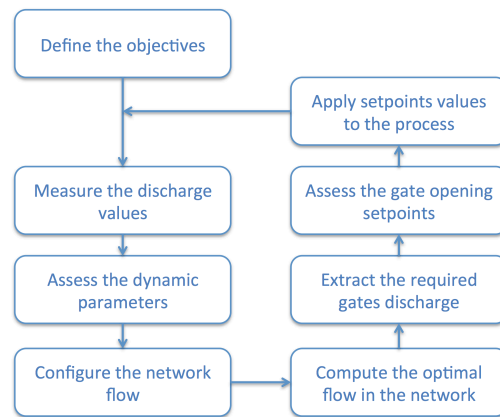 Define the objectives
Apply setpoints values
to the process
Measure the discharge
values
Assess the gate opening
setpoints
Assess the dynamic
parameters
Extract the required
gates discharge
Configure the network
flow
Compute the optimal
flow in the network